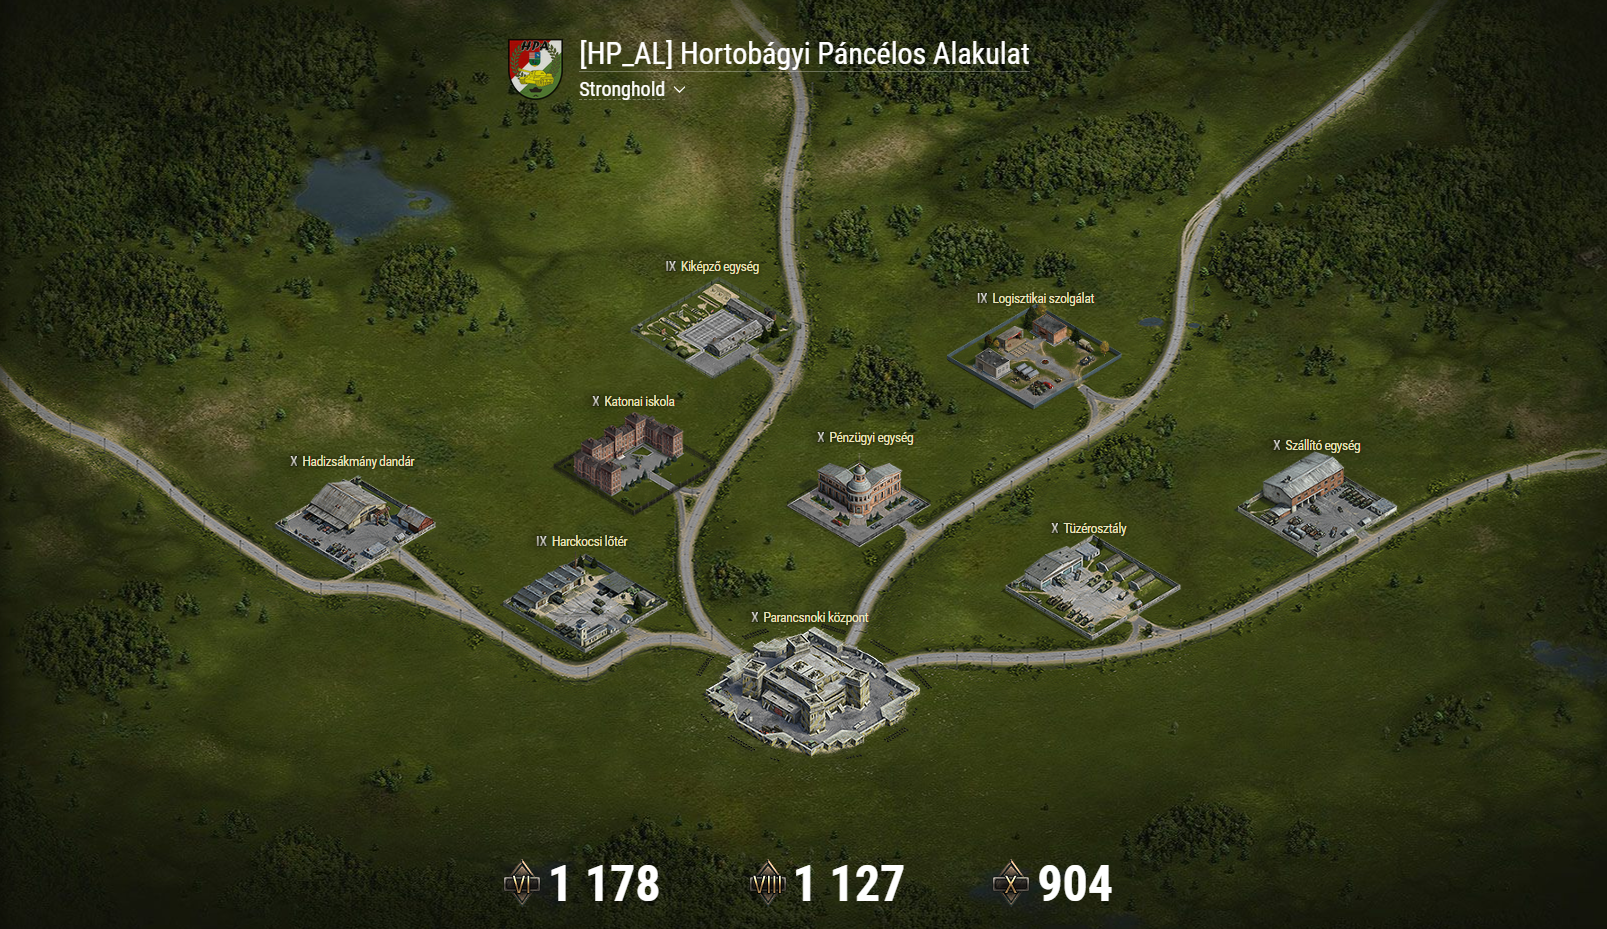 HPA
[HP_AL] Hortobágyi Páncélos Alakulat
Stronghold
IX Kiképző egység
IX Logisztikai szolgálat
X Katonai iskola
X Pénzügyi egység
X Szállító egység
X Hadizsákmány dandár
X Tüzérosztály
IX Harckocsi lőtér
X Parancsnoki központ
VI 1 178
VIII 1 127
X 904